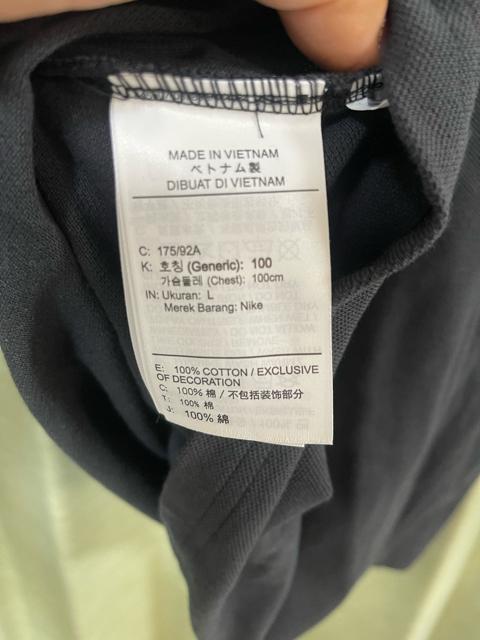 MADE IN VIETNAM
ベトナム製
DIBUAT DI VIETNAM
C: 175/92A
K: 호칭 (Generic): 100
가슴둘레 (Chest): 100cm
IN: Ukuran: L
Merek Barang: Nike
E: 100% COTTON / EXCLUSIVE
OF DECORATION
C: 100% 棉 / 不包括装饰部分
T: 100% 棉
J: 100% 綿